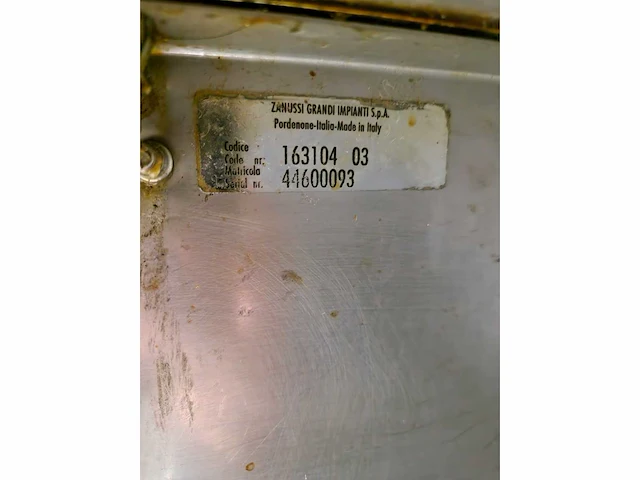 ZANUSSI GRANDI IMPIANTI S.p.A.
Pordenone-Italia-Made in Italy
Codice
Code nr. 163104 03
Matricola
Serial nr. 44600093